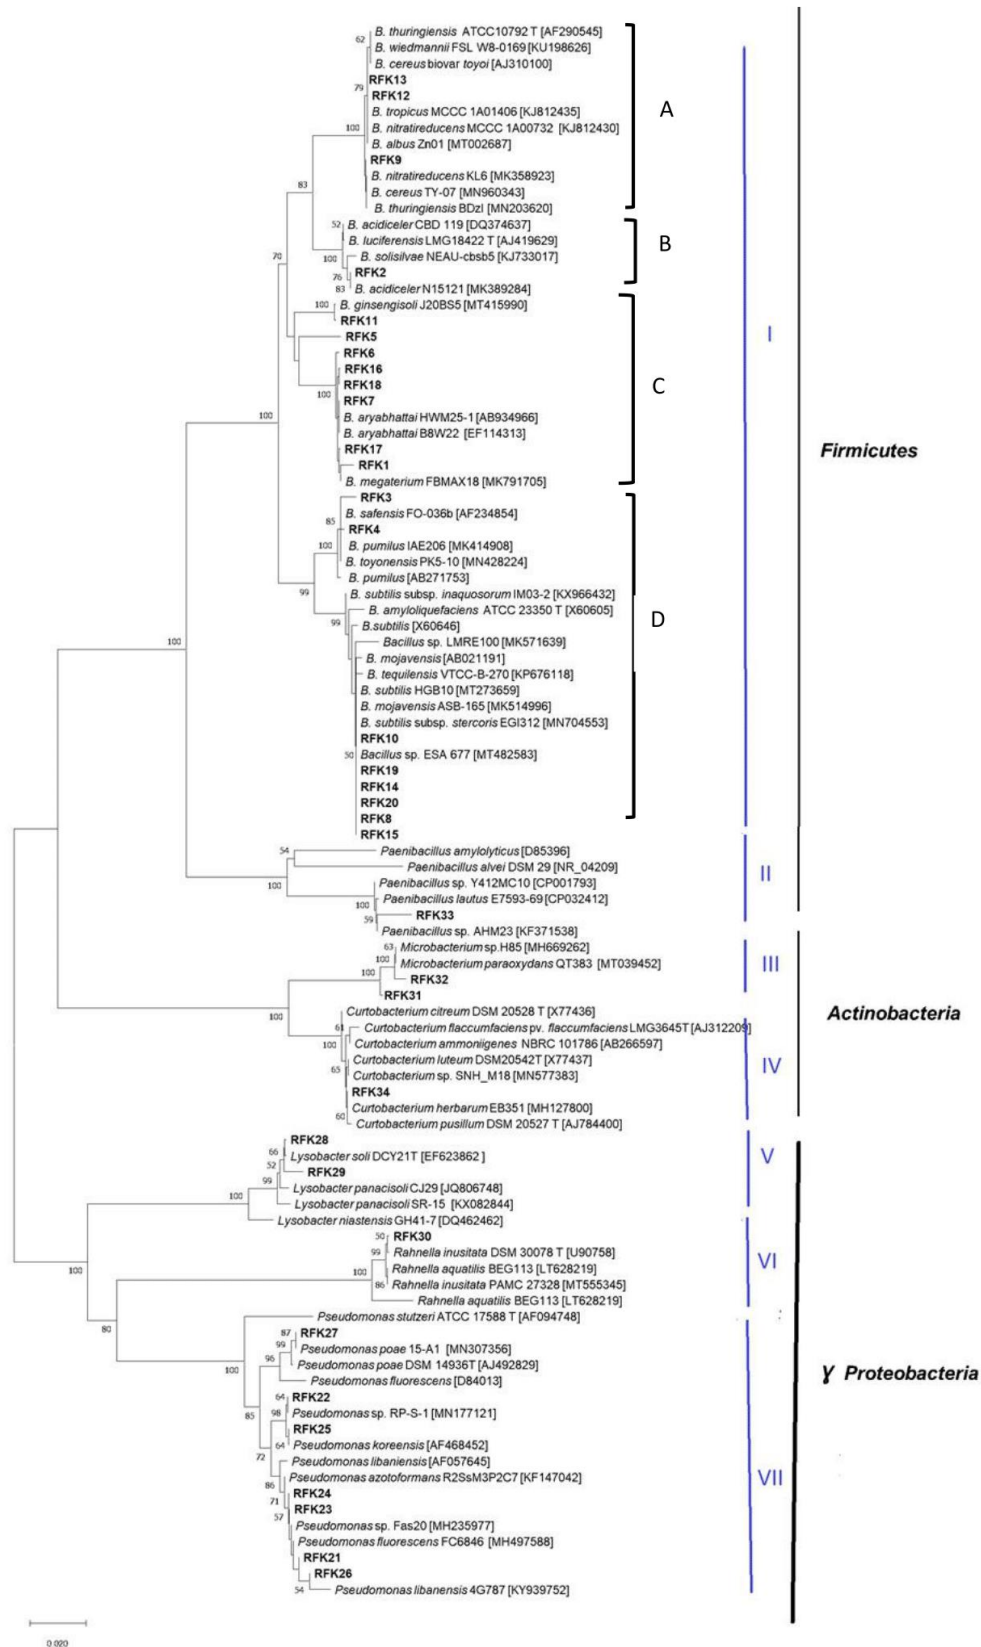 B. thuringiensis ATCC10792 T [AF290545]
62
B. wiedmannii FSL W8-0169 [KU198626]
B. cereus biovar toyoi [AJ310100]
RFK13
79
RFK12
A
B. tropicus MCCC 1A01406 [KJ812435]
100
B. nitratireducens MCCC 1A00732 [KJ812430]
B. albus Zn01 [MT002687]
RFK9
B. nitratireducens KL6 [MK358923]
83
B. cereus TY-07 [MN960343]
B. thuringiensis BDzI [MN203620]
52
B. acidiceler CBD 119 [DQ374637]
B. luciferensis LMG18422 T [AJ419629]
B
70
100
B. solisilvae NEAU-cbsb5 [KJ733017]
76
RFK2
83
B. acidiceler N15121 [MK389284]
100
B. ginsengisoli J20BS5 [MT415990]
RFK11
I
RFK5
RFK6
RFK16
RFK18
C
100
RFK7
100
B. aryabhattai HWM25-1 [AB934966]
B. aryabhattai B8W22 [EF114313]
RFK17
Firmicutes
RFK1
B. megaterium FBMAX18 [MK791705]
RFK3
B. safensis FO-036b [AF234854]
85
RFK4
100
B. pumilus IAE206 [MK414908]
B. toyonensis PK5-10 [MN428224]
B. pumilus [AB271753]
99
B. subtilis subsp. inaquosorum IM03-2 [KX966432]
B. amyloliquefaciens ATCC 23350 T [X60605]
99
B.subtilis [X60646]
D
100
Bacillus sp. LMRE100 [MK571639]
B. mojavensis [AB021191]
B. tequilensis VTCC-B-270 [KP676118]
B. subtilis HGB10 [MT273659]
B. mojavensis ASB-165 [MK514996]
B. subtilis subsp. stercoris EGI312 [MN704553]
RFK10
50
Bacillus sp. ESA 677 [MT482583]
RFK19
RFK14
RFK20
RFK8
RFK15
54
Paenibacillus amylolyticus [D85396]
Paenibacillus alvei DSM 29 [NR_04209]
II
100
Paenibacillus sp. Y412MC10 [CP001793]
100
Paenibacillus lautus E7593-69 [CP032412]
59
RFK33
Paenibacillus sp. AHM23 [KF371538]
63
Microbacterium sp.H85 [MH669262]
100
Microbacterium paraoxydans QT383 [MT039452]
III
100
RFK32
RFK31
100
Curtobacterium citreum DSM 20528 T [X77436]
Actinobacteria
61
Curtobacterium flaccumfaciens pv. flaccumfaciens LMG3645T [AJ312209]
100
Curtobacterium ammoniigenes NBRC 101786 [AB266597]
Curtobacterium luteum DSM20542T [X77437]
IV
65
Curtobacterium sp. SNH_M18 [MN577383]
RFK34
Curtobacterium herbarum EB351 [MH127800]
60
Curtobacterium pusillum DSM 20527 T [AJ784400]
RFK28
66
Lysobacter soli DCY21T [EF623862 ]
V
52
RFK29
99
Lysobacter panacisoli CJ29 [JQ806748]
100
Lysobacter panacisoli SR-15 [KX082844]
Lysobacter niastensis GH41-7 [DQ462462]
50
RFK30
99
Rahnella inusitata DSM 30078 T [U90758]
VI
100
100
Rahnella aquatilis BEG113 [LT628219]
86
Rahnella inusitata PAMC 27328 [MT555345]
Rahnella aquatilis BEG113 [LT628219]
80
Pseudomonas stutzeri ATCC 17588 T [AF094748]
87
RFK27
99
Pseudomonas poae 15-A1 [MN307356]
96
Pseudomonas poae DSM 14936T [AJ492829]
100
Pseudomonas fluorescens [D84013]
Ɣ Proteobacteria
64
RFK22
98
Pseudomonas sp. RP-S-1 [MN177121]
85
RFK25
64
Pseudomonas koreensis [AF468452]
72
Pseudomonas libaniensis [AF057645]
86
Pseudomonas azotoformans R2SsM3P2C7 [KF147042]
VII
71
RFK24
57
RFK23
Pseudomonas sp. Fas20 [MH235977]
Pseudomonas fluorescens FC6846 [MH497588]
RFK21
RFK26
54
Pseudomonas libanensis 4G787 [KY939752]
0.020